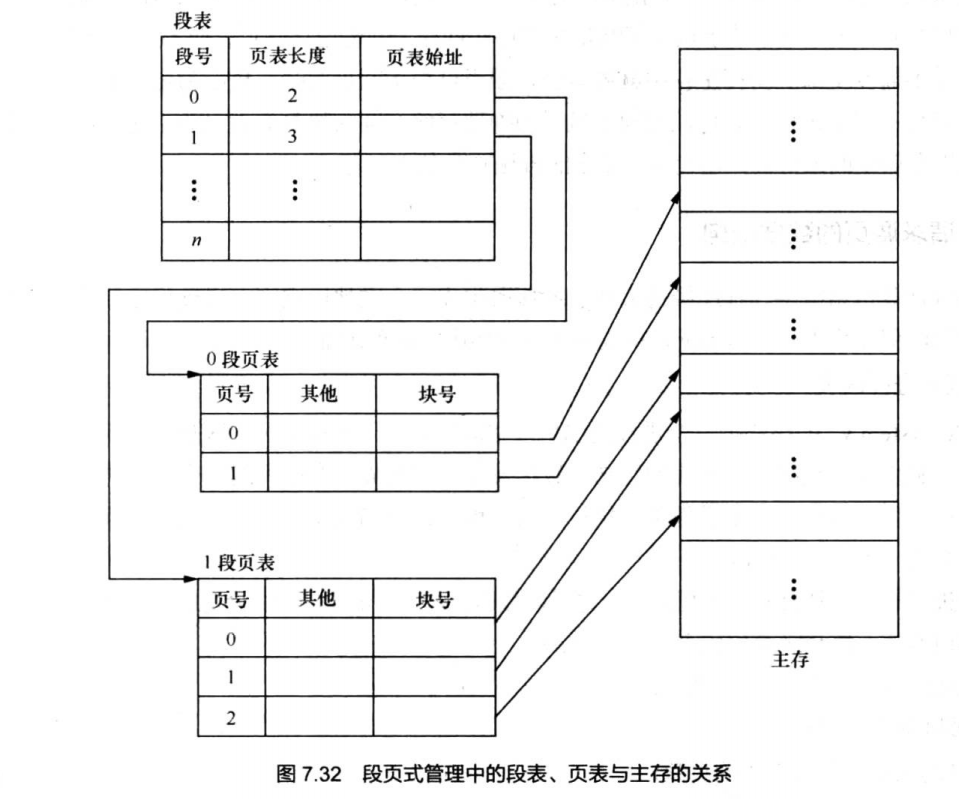 段表
段号 页表长度 页表始址
0 2
1 3
⋮ ⋮
n
0 段页表
页号 其他 块号
0
1
1 段页表
页号 其他 块号
0
1
2
⋮
⋮
⋮
⋮
⋮
主存
图 7.32 段页式管理中的段表、页表与主存的关系